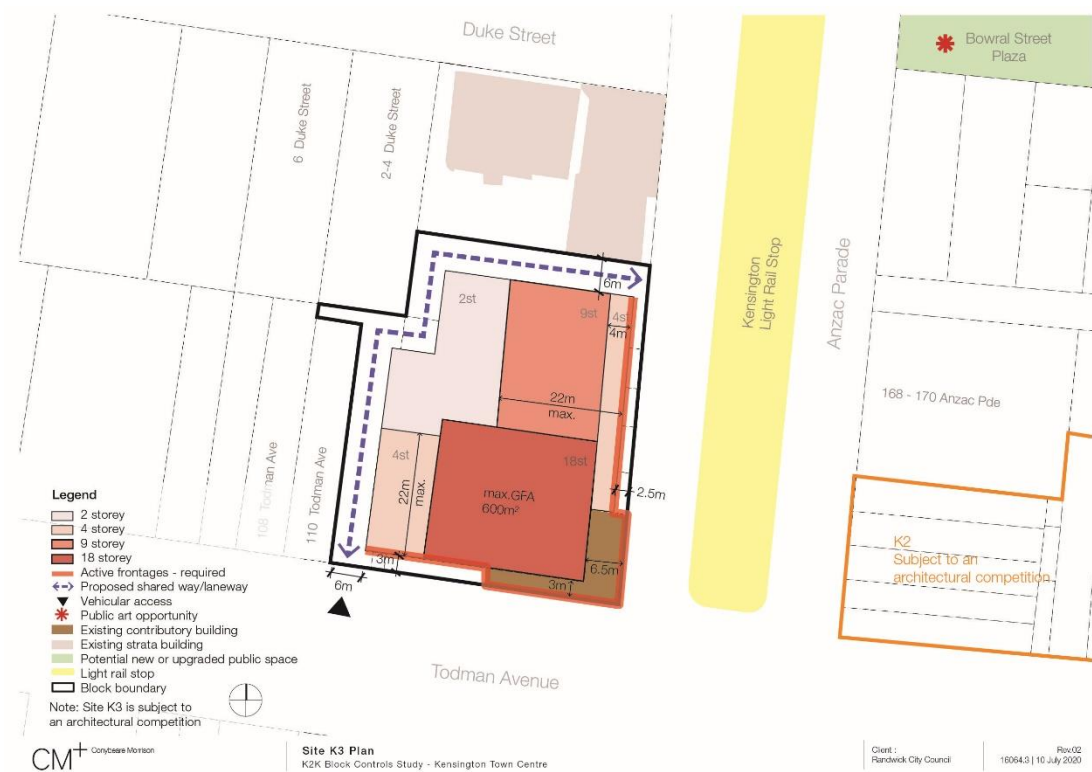 Duke Street
Bowral Street
Plaza
6 Duke Street
2-4 Duke Street
Kensington
Light Rail Stop
Anzac Parade
6m
2st
9st
4st
4m
22m
max.
168 - 170 Anzac Pde
4st
22m
max.
18st
max.GFA
600m²
2.5m
108 Todman Ave
110 Todman Ave
K2
Subject to an
architectural competition
3m
6.5m
3m
6m
Todman Avenue
Legend
2 storey
4 storey
9 storey
18 storey
Active frontages - required
Proposed shared way/laneway
Vehicular access
Public art opportunity
Existing contributory building
Existing strata building
Potential new or upgraded public space
Light rail stop
Block boundary
Note: Site K3 is subject to
an architectural competition
CM+ Conybeare Morrison
Site K3 Plan
K2K Block Controls Study - Kensington Town Centre
Client :
Randwick City Council
Rev.02
16064.3 | 10 July 2020